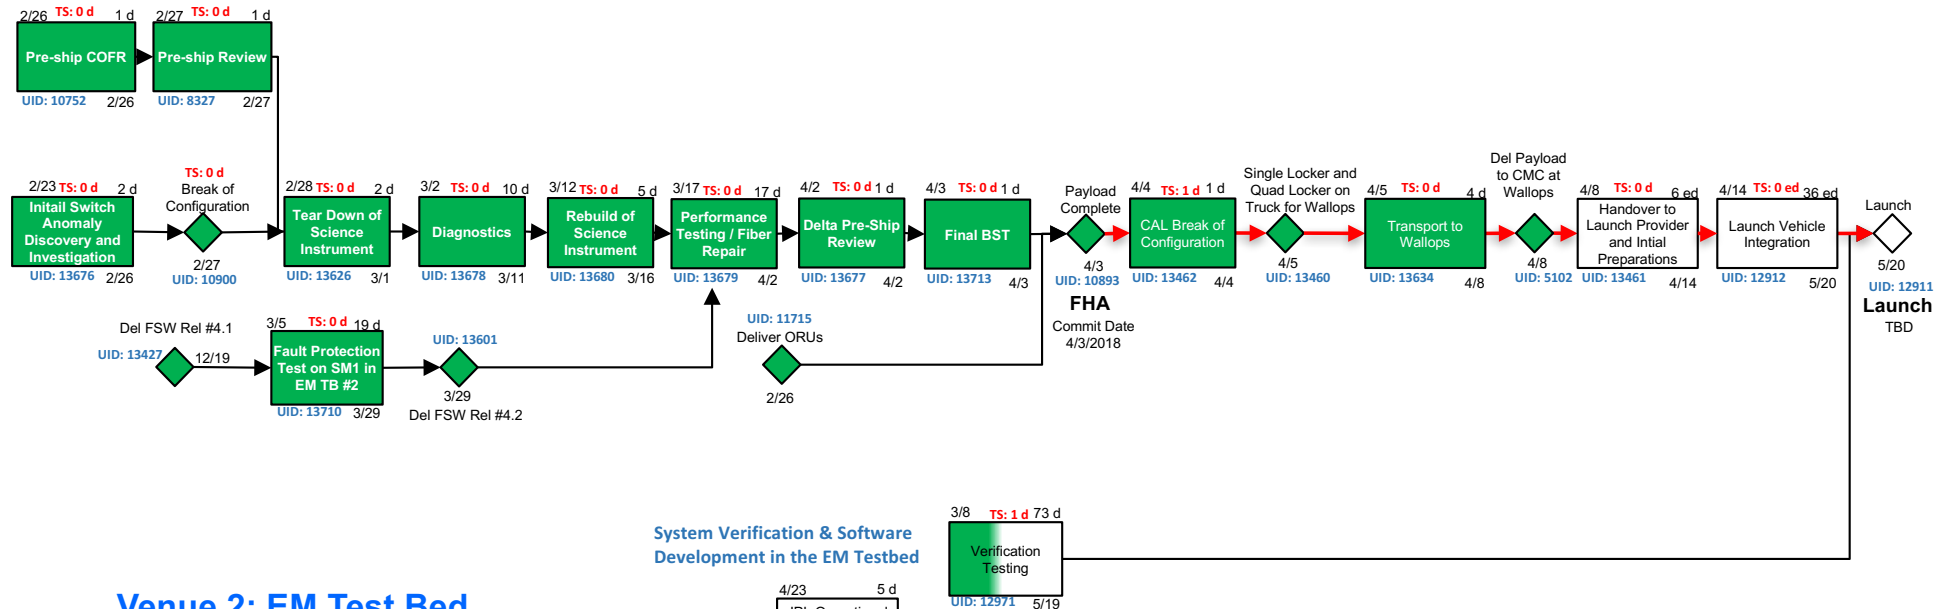 2/26 TS: 0 d 1 d
Pre-ship COFR
UID: 10752 2/26
2/27 TS: 0 d 1 d
Pre-ship Review
UID: 8327 2/27
2/23 TS: 0 d 2 d
Initail Switch
Anomaly
Discovery and
Investigation
UID: 13676 2/26
TS: 0 d
Break of
Configuration
2/27
UID: 10900
2/28 TS: 0 d 2 d
Tear Down of
Science
Instrument
UID: 13626 3/1
3/2 TS: 0 d 10 d
Diagnostics
UID: 13678 3/11
3/12 TS: 0 d 5 d
Rebuild of
Science
Instrument
UID: 13680 3/16
3/17 TS: 0 d 17 d
Performance
Testing / Fiber
Repair
UID: 13679 4/2
4/2 TS: 0 d 1 d
Delta Pre-Ship
Review
UID: 13677 4/2
4/3 TS: 0 d 1 d
Final BST
UID: 13713 4/3
Payload
Complete
4/3
UID: 10893
FHA
Commit Date
4/3/2018
4/4 TS: 1 d 1 d
CAL Break of
Configuration
UID: 13462 4/4
Single Locker and
Quad Locker on
Truck for Wallops
4/5
UID: 13460
4/5 TS: 0 d 4 d
Transport to
Wallops
UID: 13634 4/8
Del Payload
to CMC at
Wallops
4/8
UID: 5102
4/8 TS: 0 d 6 ed
Handover to
Launch Provider
and Intial
Preparations
UID: 13461 4/14
4/14 TS: 0 ed 36 ed
Launch Vehicle
Integration
UID: 12912 5/20
Launch
5/20
UID: 12911
Launch
TBD
Del FSW Rel #4.1
UID: 13427
12/19
3/5 TS: 0 d 19 d
Fault Protection
Test on SM1 in
EM TB #2
UID: 13710 3/29
UID: 13601
3/29
Del FSW Rel #4.2
UID: 11715
Deliver ORUs
2/26
System Verification & Software
Development in the EM Testbed
3/8 TS: 1 d 73 d
Verification
Testing
UID: 12971 5/19
Venue 2: EM Test Bed
4/23 5 d